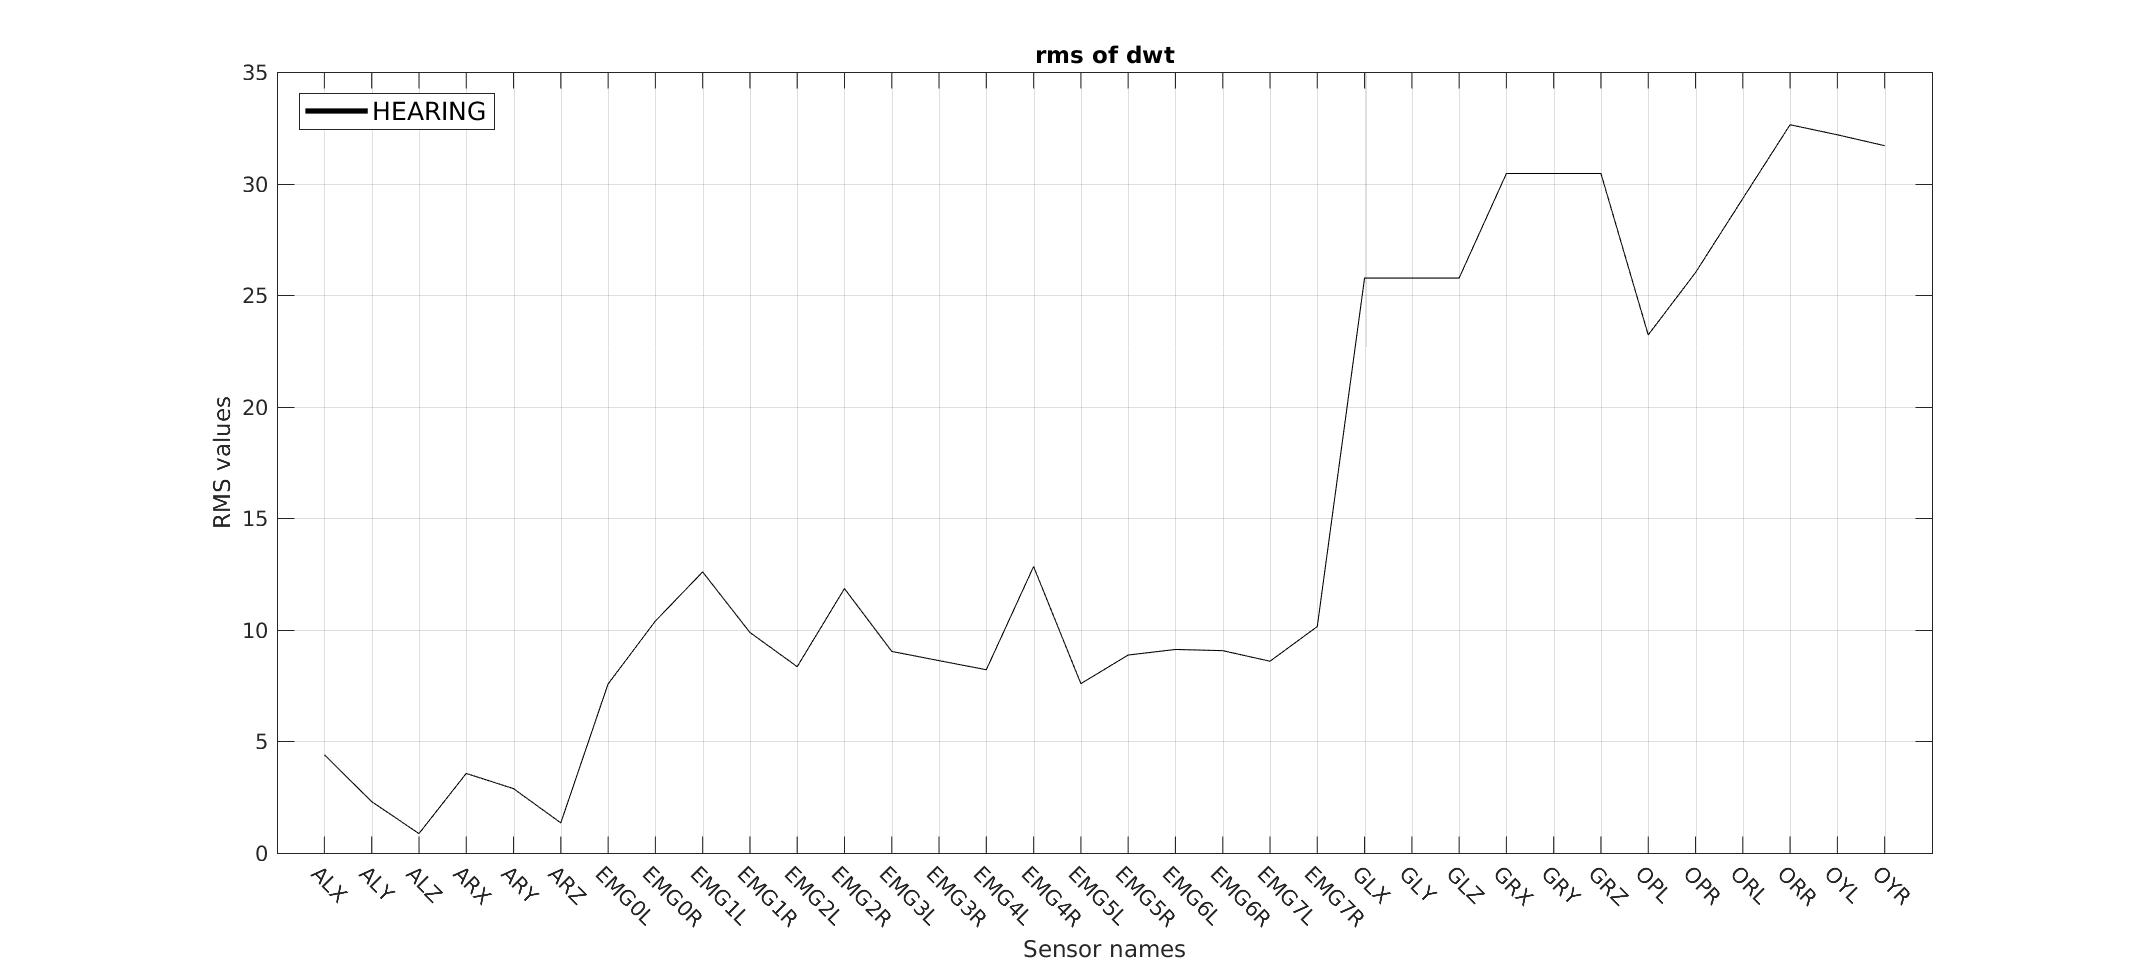 rms of dwt
HEARING
35
30
25
20
15
10
5
0
RMS values
ALX
ALY
ALZ
ARX
ARY
ARZ
EMG0L
EMG0R
EMG1L
EMG1R
EMG2L
EMG2R
EMG3L
EMG3R
EMG4L
EMG4R
EMG5L
EMG5R
EMG6L
EMG6R
EMG7L
EMG7R
GLX
GLY
GLZ
GRX
GRY
GRZ
OPL
OPR
ORL
ORR
OYL
OYR
Sensor names